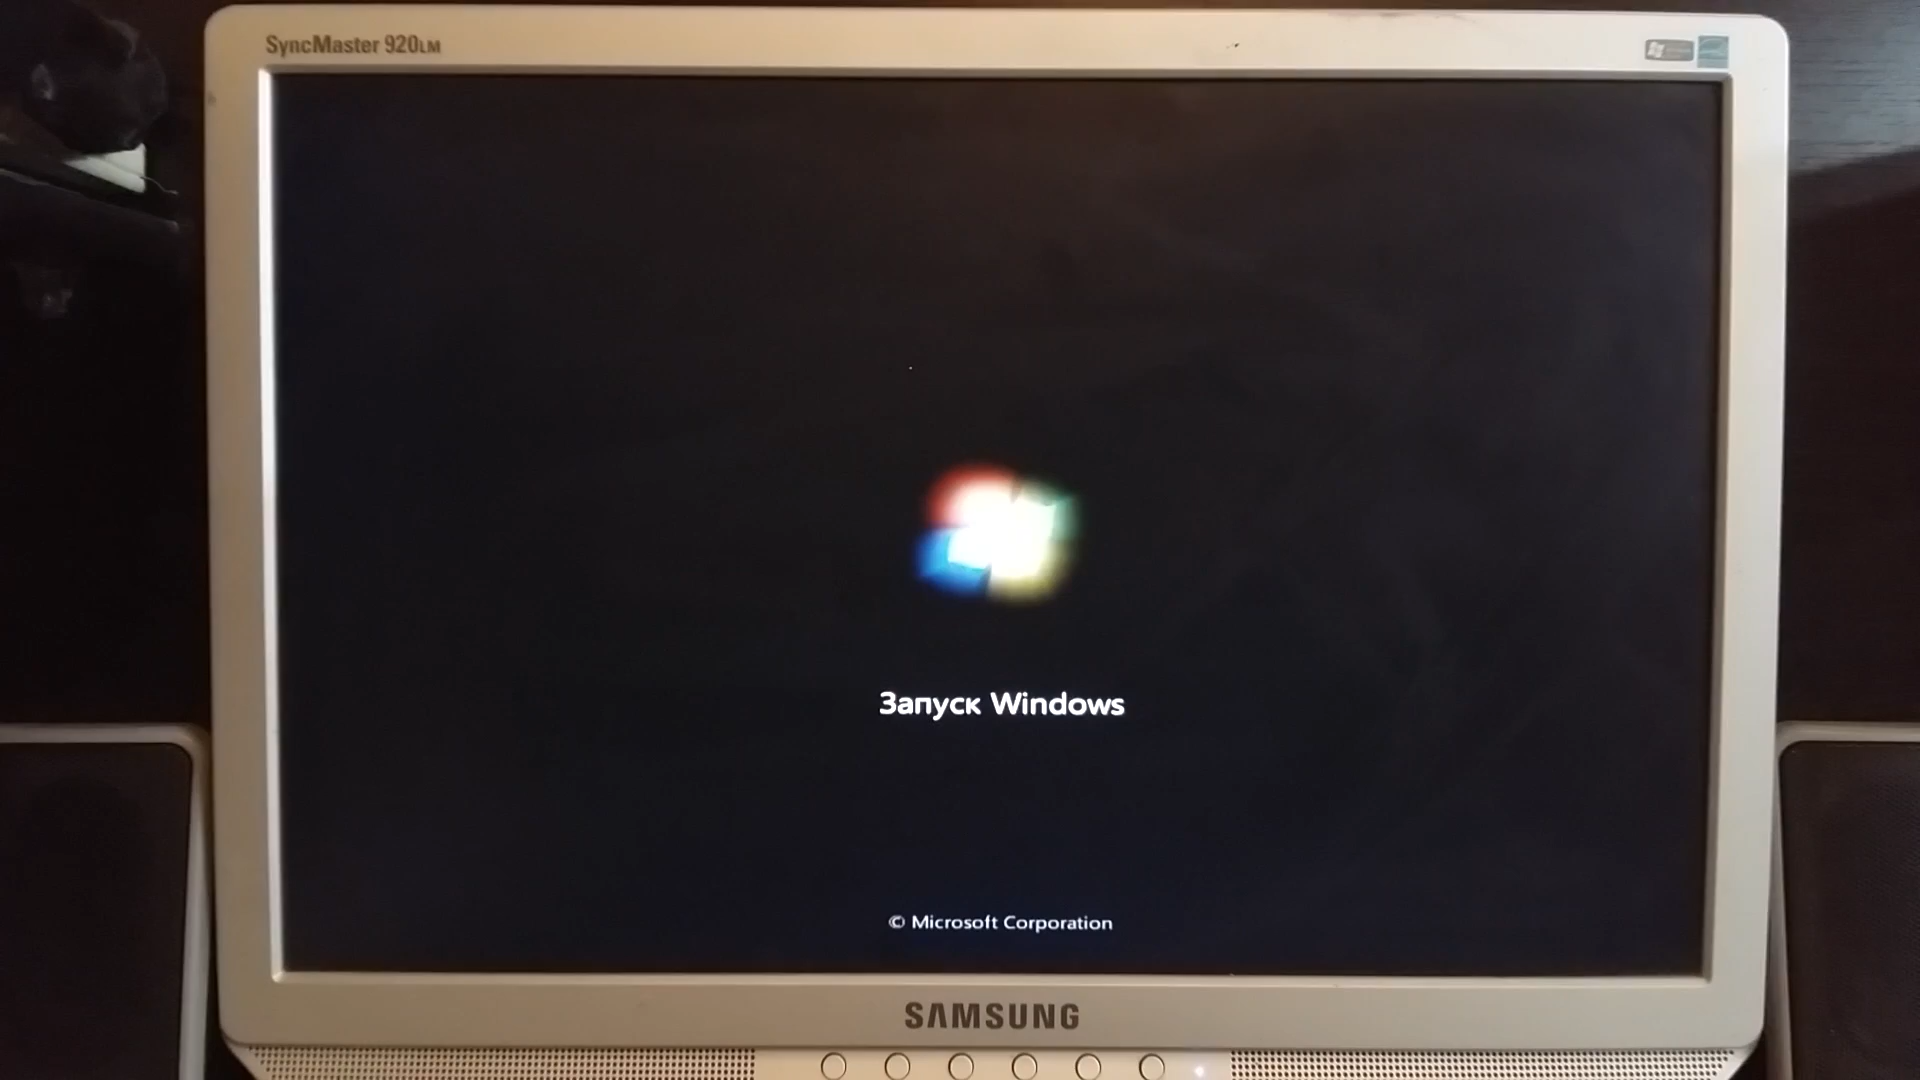 SyncMaster 920LM
Запуск Windows
© Microsoft Corporation
SAMSUNG